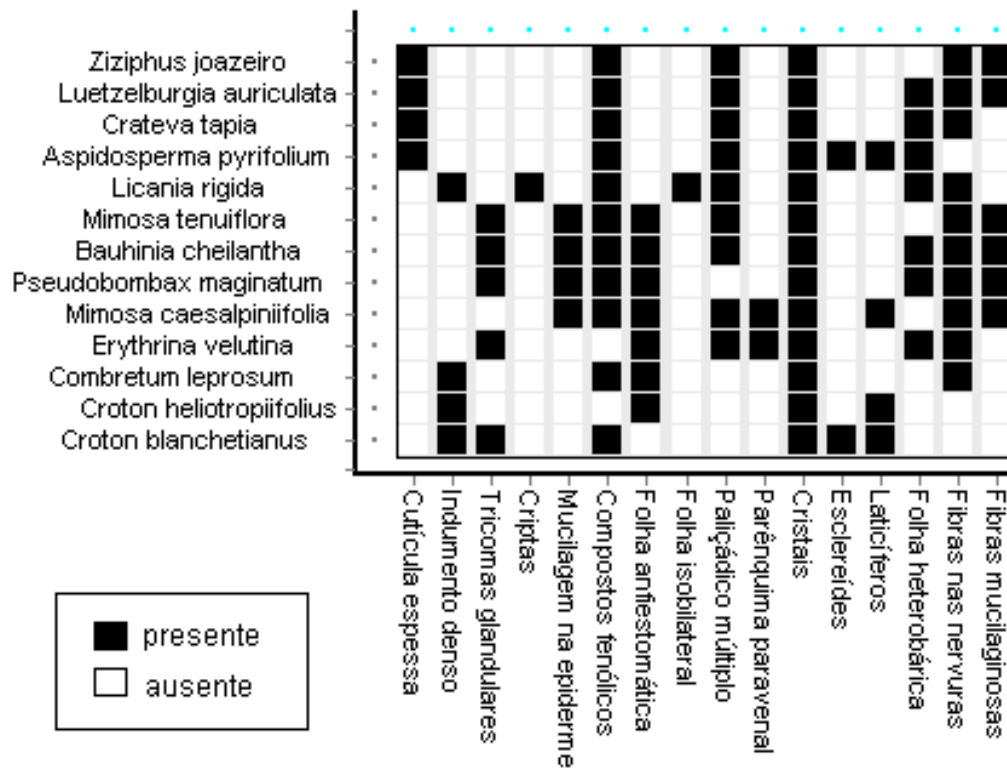 Ziziphus joazeiro
Luetzelburgia auriculata
Crateva tapia
Aspidosperma pyrifolium
Licania rigida
Mimosa tenuiflora
Bauhinia cheilantha
Pseudobombax maginatum
Mimosa caesalpiniifolia
Erythrina velutina
Combretum leprosum
Croton heliotropiifolius
Croton blanchetianus
Cutícula espessa
Indumento denso
Tricomas glandulares
Criptas
Mucilagem na epiderme
Compostos fenólicos
Folha anfiestomática
Folha isobilateral
Paliçádico múltiplo
Parênquima paravenal
Cristais
Esclereídes
Laticíferos
Folha heterobárica
Fibras nas nervuras
Fibras mucilaginosas
presente
ausente